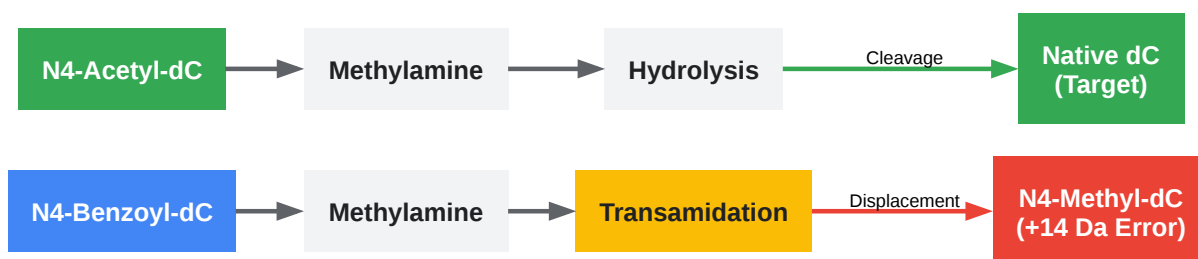 N4-Acetyl-dC
Methylamine
Hydrolysis
Cleavage
Native dC
(Target)
N4-Benzoyl-dC
Methylamine
Transamidation
Displacement
N4-Methyl-dC
(+14 Da Error)